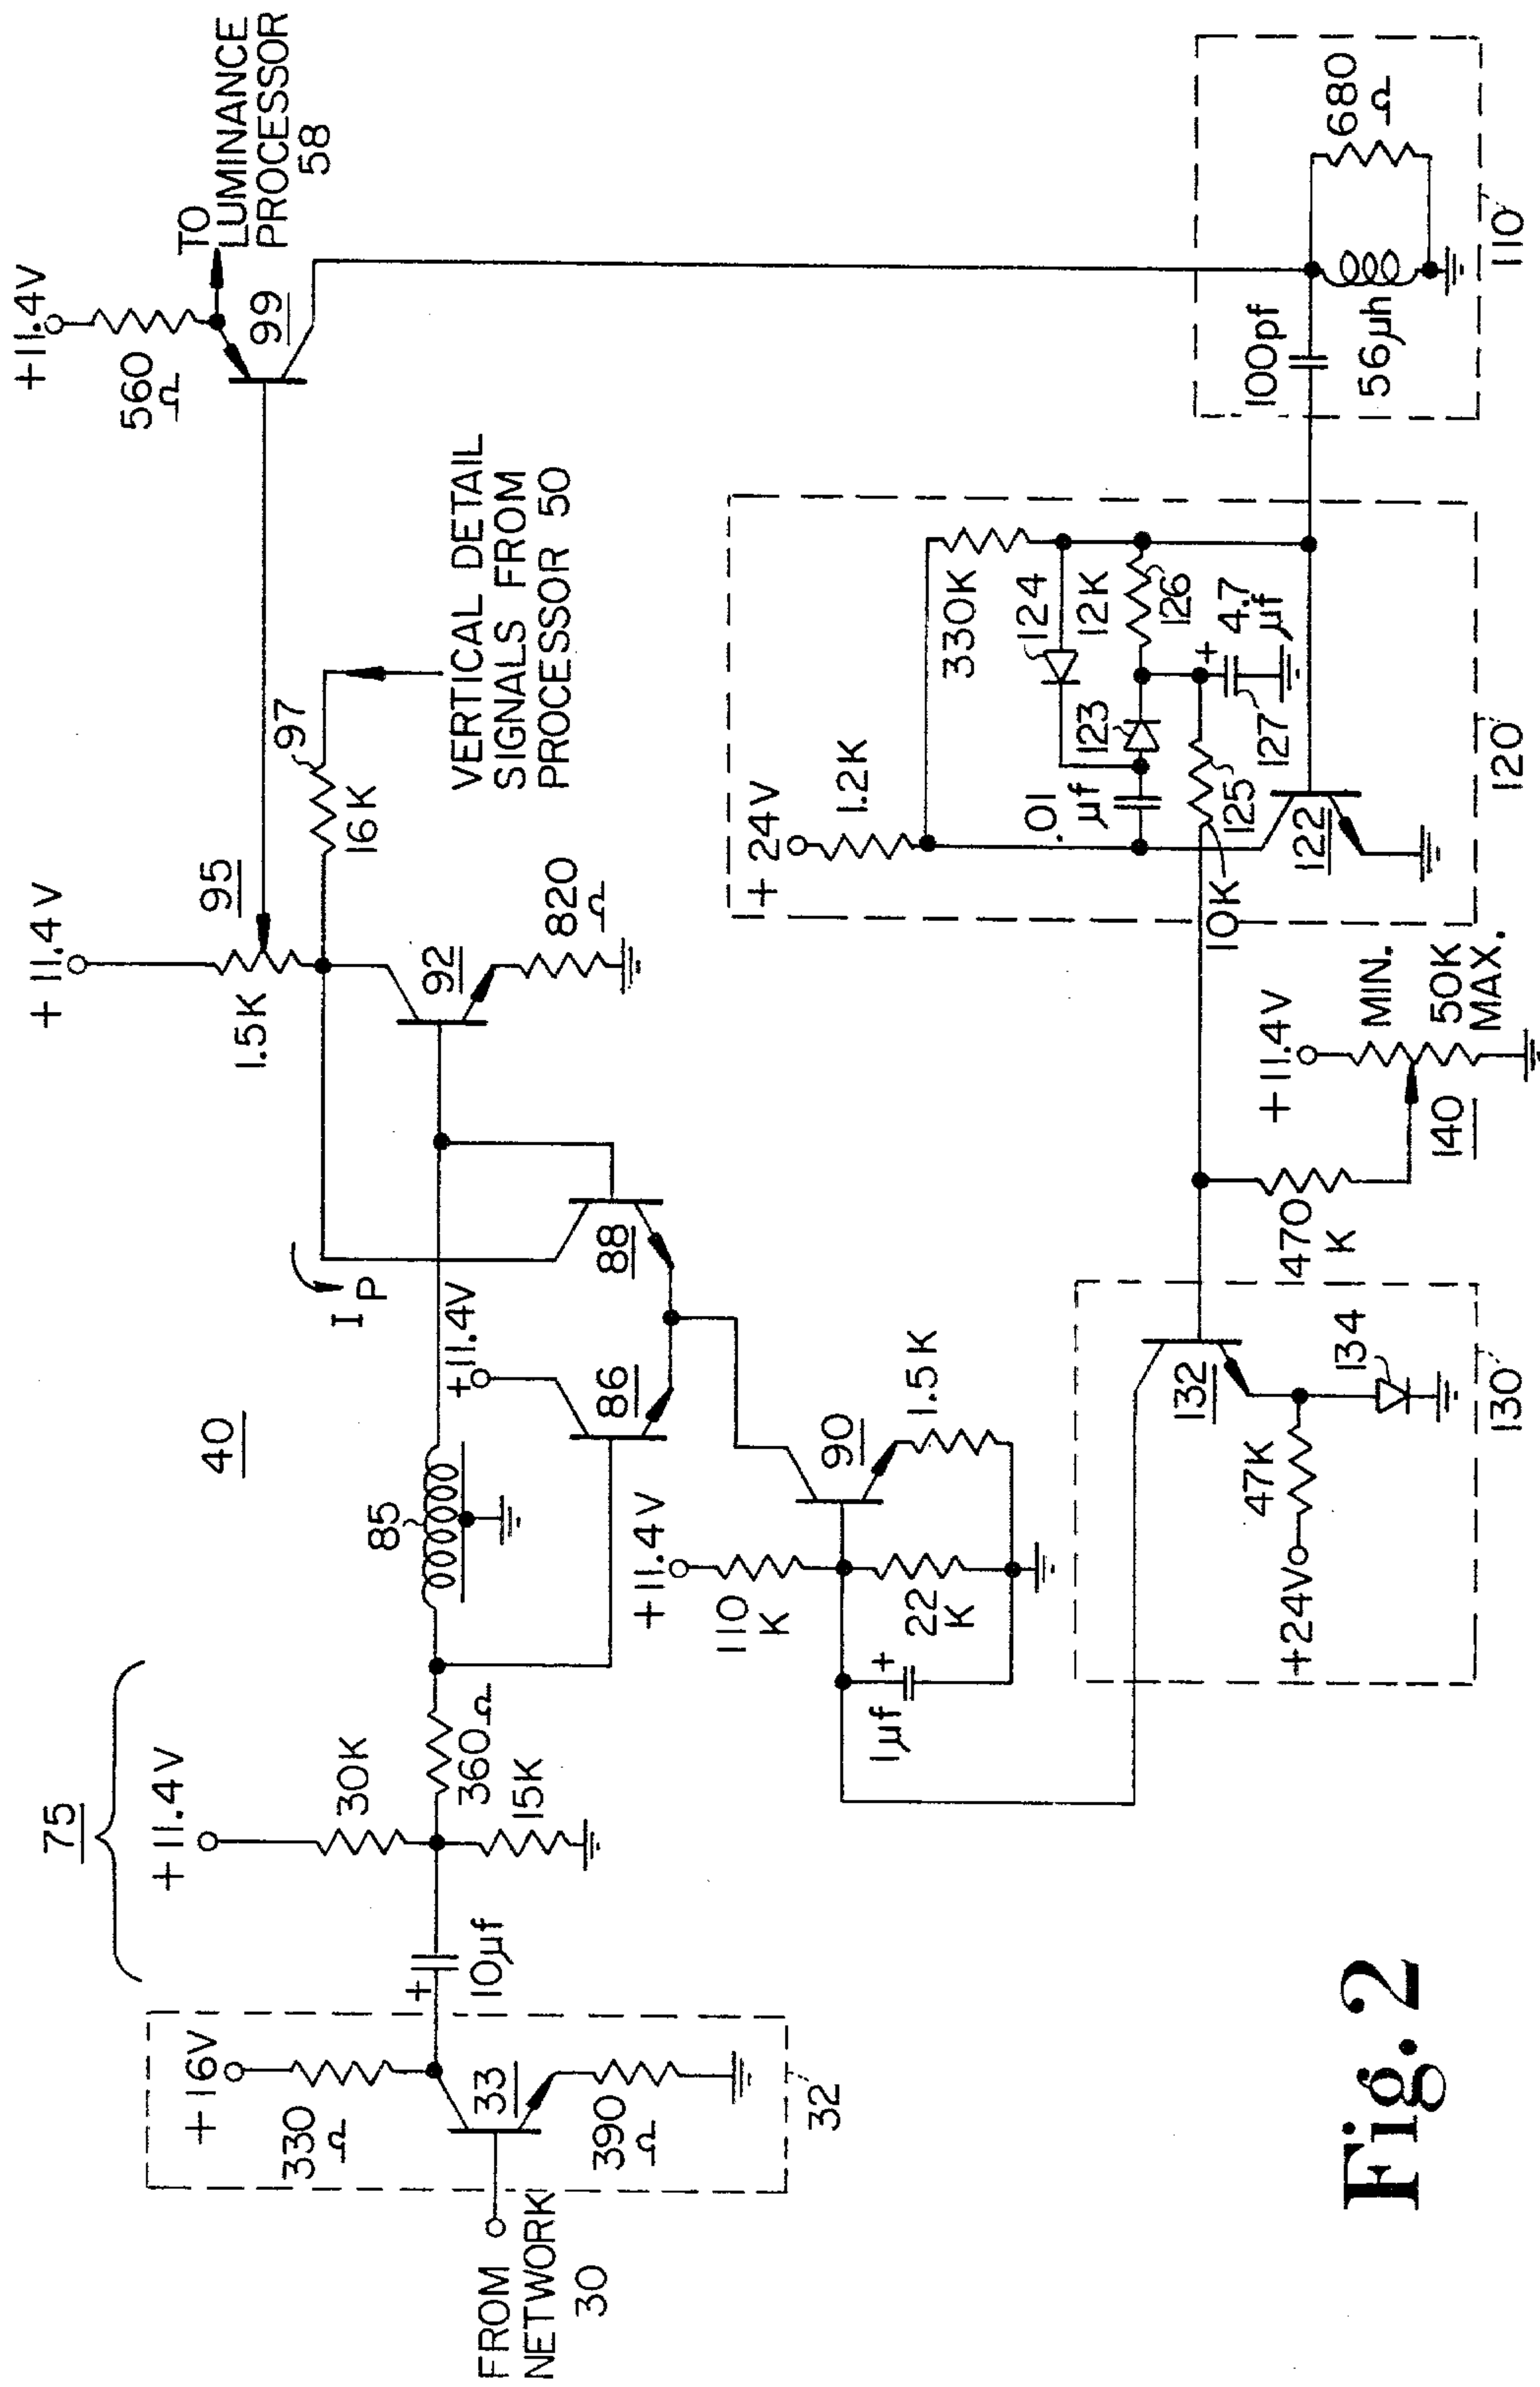 40
75
+11.4V
30K
360Ω
15K
10μf
+
+16V
330
Ω
33
390
Ω
32
FROM
NETWORK
30
85
+11.4V
86
88
I P
+11.4V
110
K
22
K
1μf
+
90
1.5K
+11.4V
95
1.5K
92
820
Ω
97
16K
VERTICAL DETAIL
SIGNALS FROM
PROCESSOR 50
+11.4V
560
Ω
99
TO
LUMINANCE
PROCESSOR
58
+24V
1.2K
330K
124
12K
126
123
.01
μf
125
10K
127
+
4.7
μf
122
120
100pf
56μh
680
Ω
110
+11.4V
MIN.
50K
MAX.
140
470
K
132
134
47K
+24V
130
Fig. 2